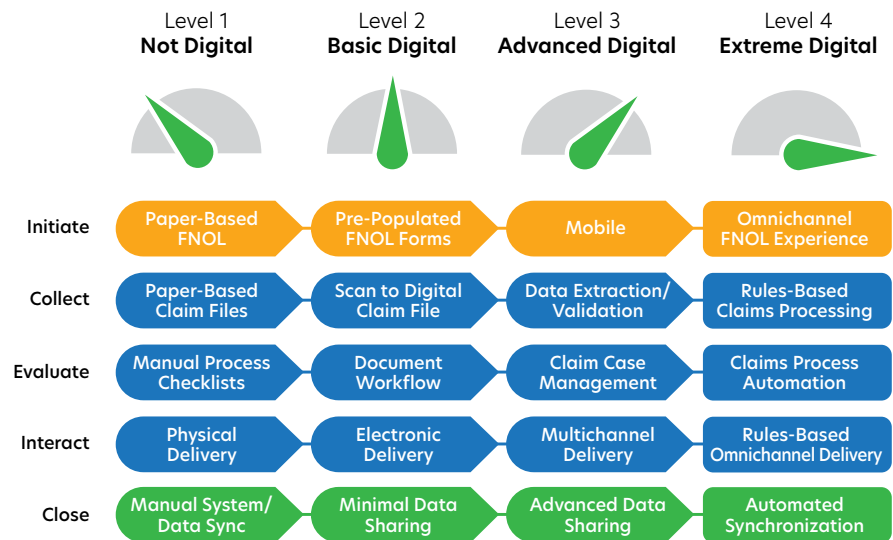 Level 1
Not Digital
Level 2
Basic Digital
Level 3
Advanced Digital
Level 4
Extreme Digital
Initiate
Paper-Based
FNOL
Pre-Populated
FNOL Forms
Mobile
Omnichannel
FNOL Experience
Collect
Paper-Based
Claim Files
Scan to Digital
Claim File
Data Extraction/
Validation
Rules-Based
Claims Processing
Evaluate
Manual Process
Checklists
Document
Workflow
Claim Case
Management
Claims Process
Automation
Interact
Physical
Delivery
Electronic
Delivery
Multichannel
Delivery
Rules-Based
Omnichannel Delivery
Close
Manual System/
Data Sync
Minimal Data
Sharing
Advanced Data
Sharing
Automated
Synchronization